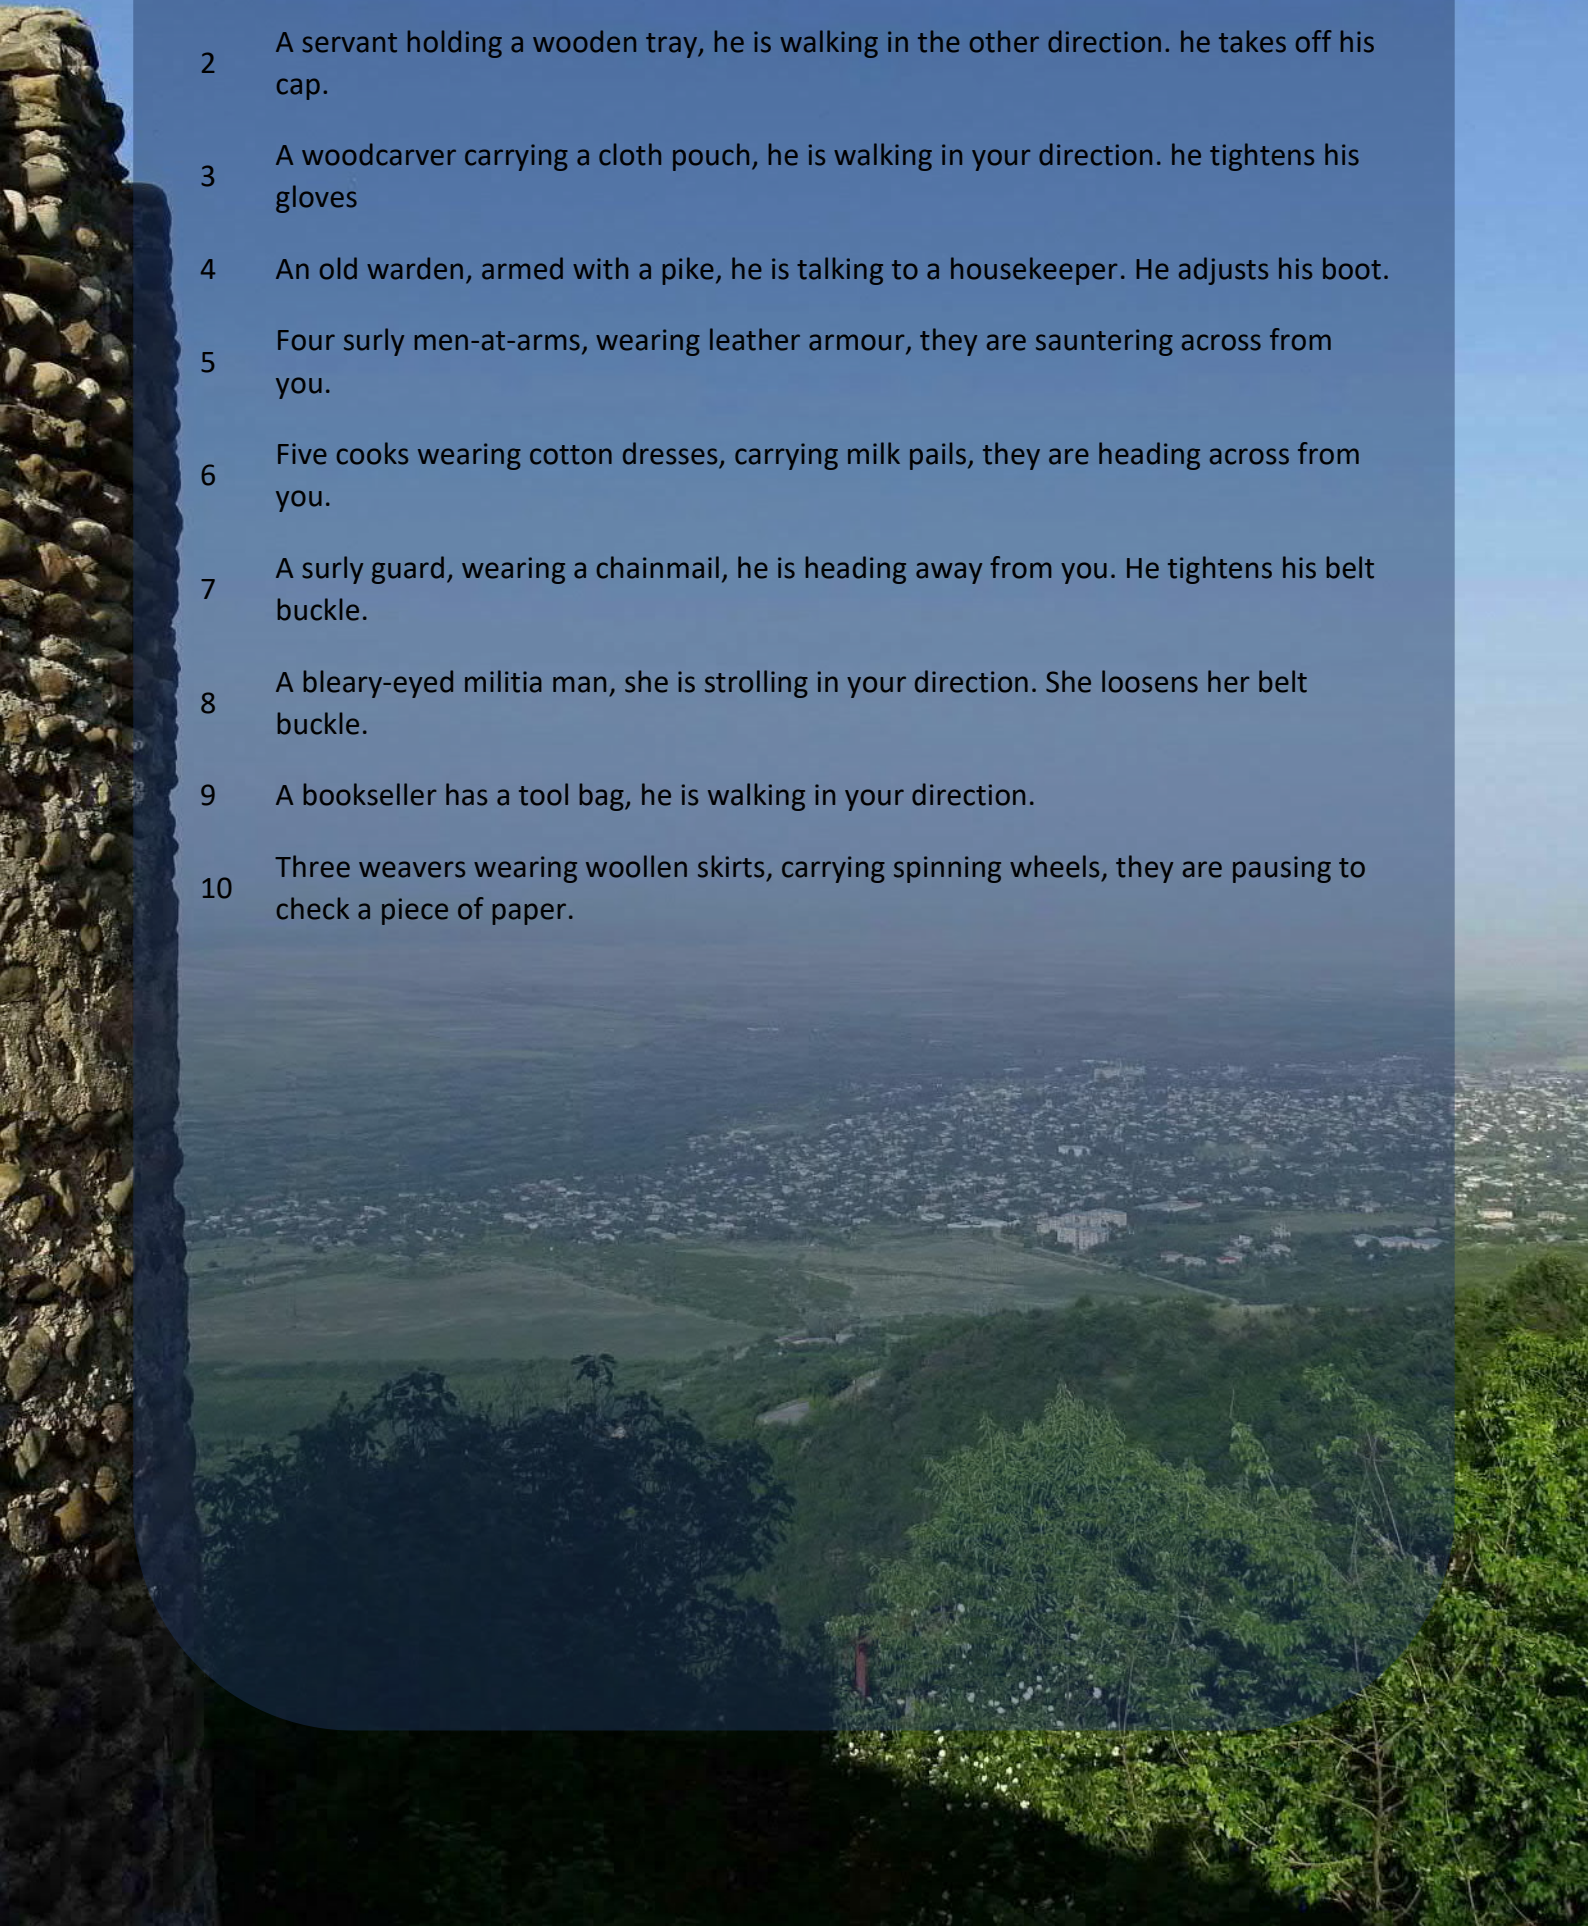 2 A servant holding a wooden tray, he is walking in the other direction. he takes off his
cap.
3 A woodcarver carrying a cloth pouch, he is walking in your direction. he tightens his
gloves
4 An old warden, armed with a pike, he is talking to a housekeeper. He adjusts his boot.
5 Four surly men-at-arms, wearing leather armour, they are sauntering across from
you.
6 Five cooks wearing cotton dresses, carrying milk pails, they are heading across from
you.
7 A surly guard, wearing a chainmail, he is heading away from you. He tightens his belt
buckle.
8 A bleary-eyed militia man, she is strolling in your direction. She loosens her belt
buckle.
9 A bookseller has a tool bag, he is walking in your direction.
10 Three weavers wearing woollen skirts, carrying spinning wheels, they are pausing to
check a piece of paper.